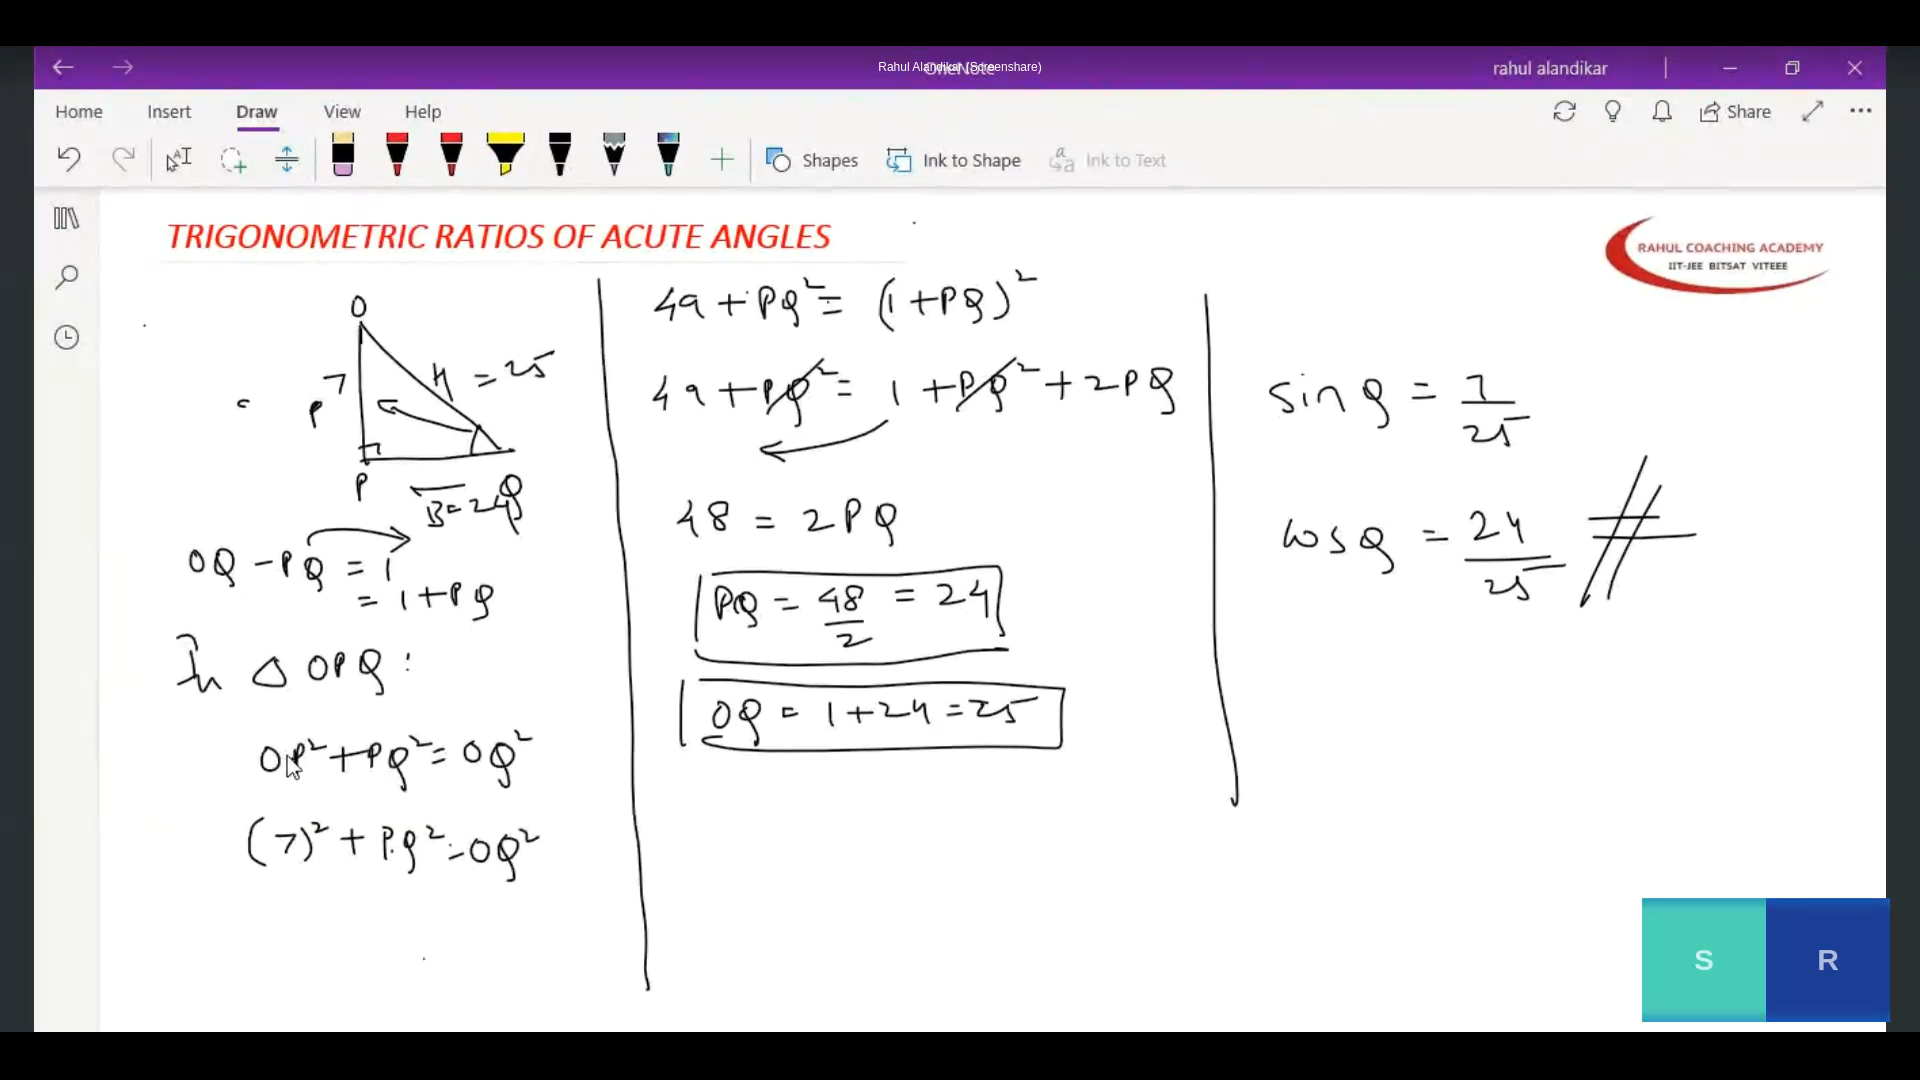 Rahul Alandikar (Screenshare)
rahul alandikar
Home Insert Draw View Help
Share
Shapes Ink to Shape Ink to Text
TRIGONOMETRIC RATIOS OF ACUTE ANGLES
RAHUL COACHING ACADEMY
IIT-JEE BITSAT VITEEE
O
7
P
H = 25
P
Q
B = 24
OQ - PQ = 1
= 1 + PQ
In △ OPQ :
OP² + PQ² = OQ²
(7)² + PQ² = OQ²
49 + PQ² = (1 + PQ)²
49 + PQ² = 1 + PQ² + 2PQ
48 = 2PQ
PQ = 48/2 = 24
OQ = 1 + 24 = 25
sin Q = 7/25
cos Q = 24/25
S R